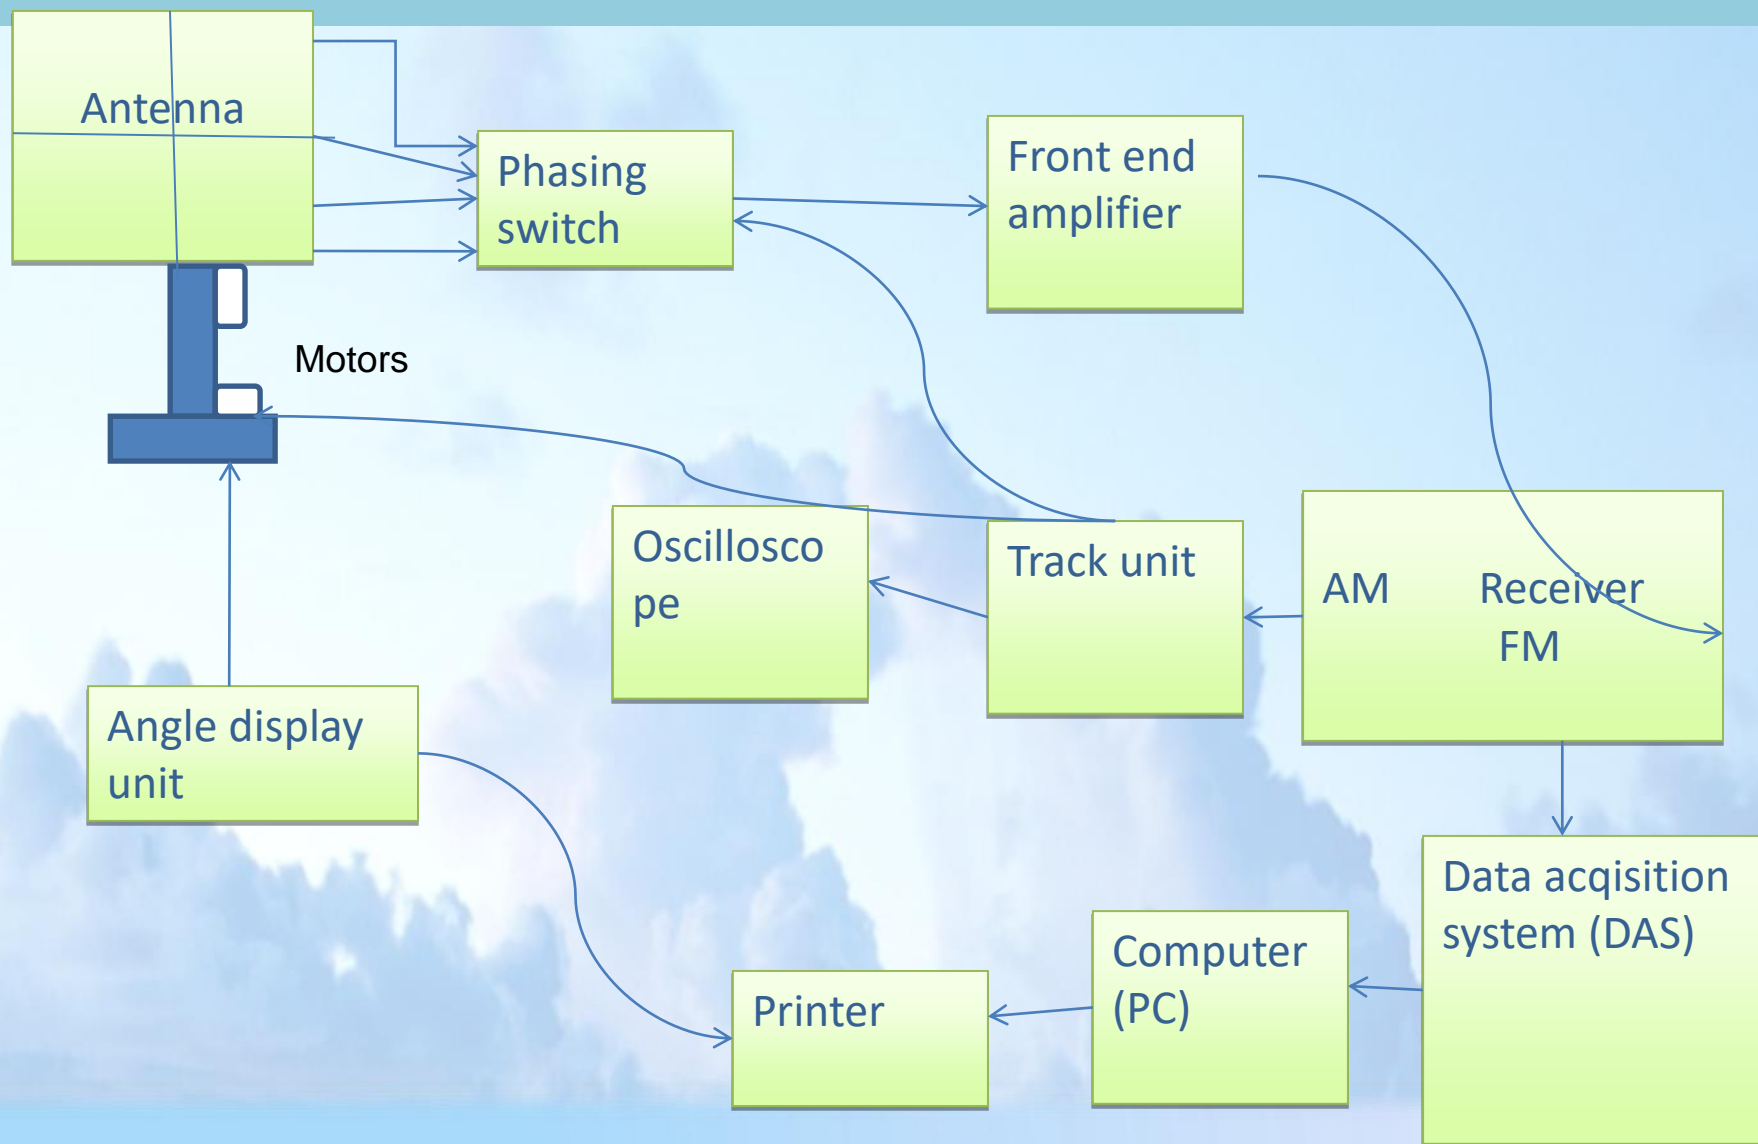 Antenna
Phasing
switch
Front end
amplifier
Motors
Oscillosco
pe
Track unit
AM Receiver
FM
Angle display
unit
Data acqisition
system (DAS)
Computer
(PC)
Printer